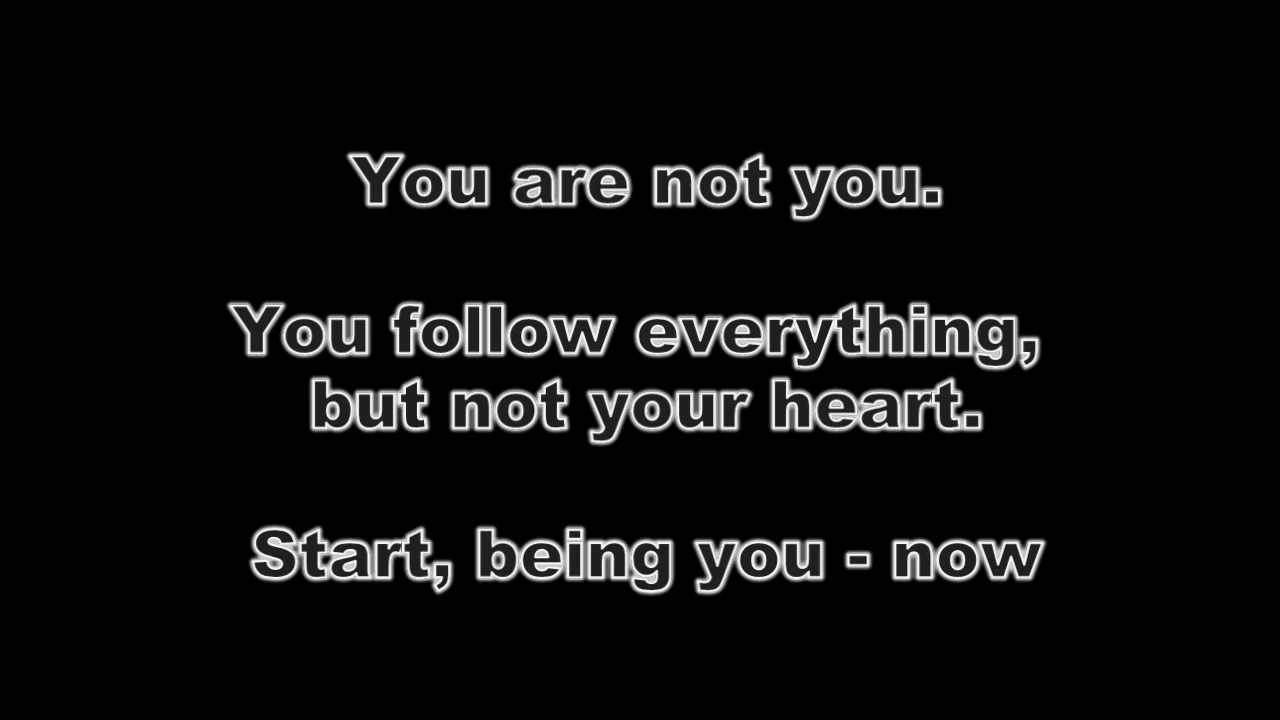 You are not you.
You follow everything,
but not your heart.
Start, being you - now